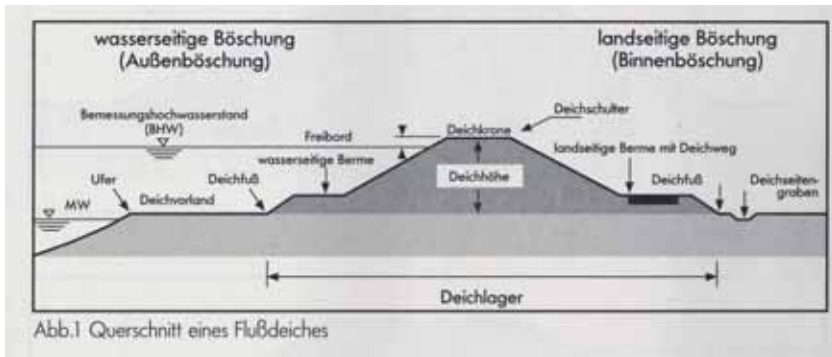 wasserseitige Böschung
(Außenböschung)
landseitige Böschung
(Binnenböschung)
Bemessungshochwasserstand
(BHW)
Freibord
Deichkrone
Deichschulter
wasserseitige Berme
landseitige Berme mit Deichweg
Ufer
Deichfuß
Deichhöhe
Deichfuß
Deichseiten-
graben
MW
Deichvorland
Deichlager
Abb.1 Querschnitt eines Flußdeiches